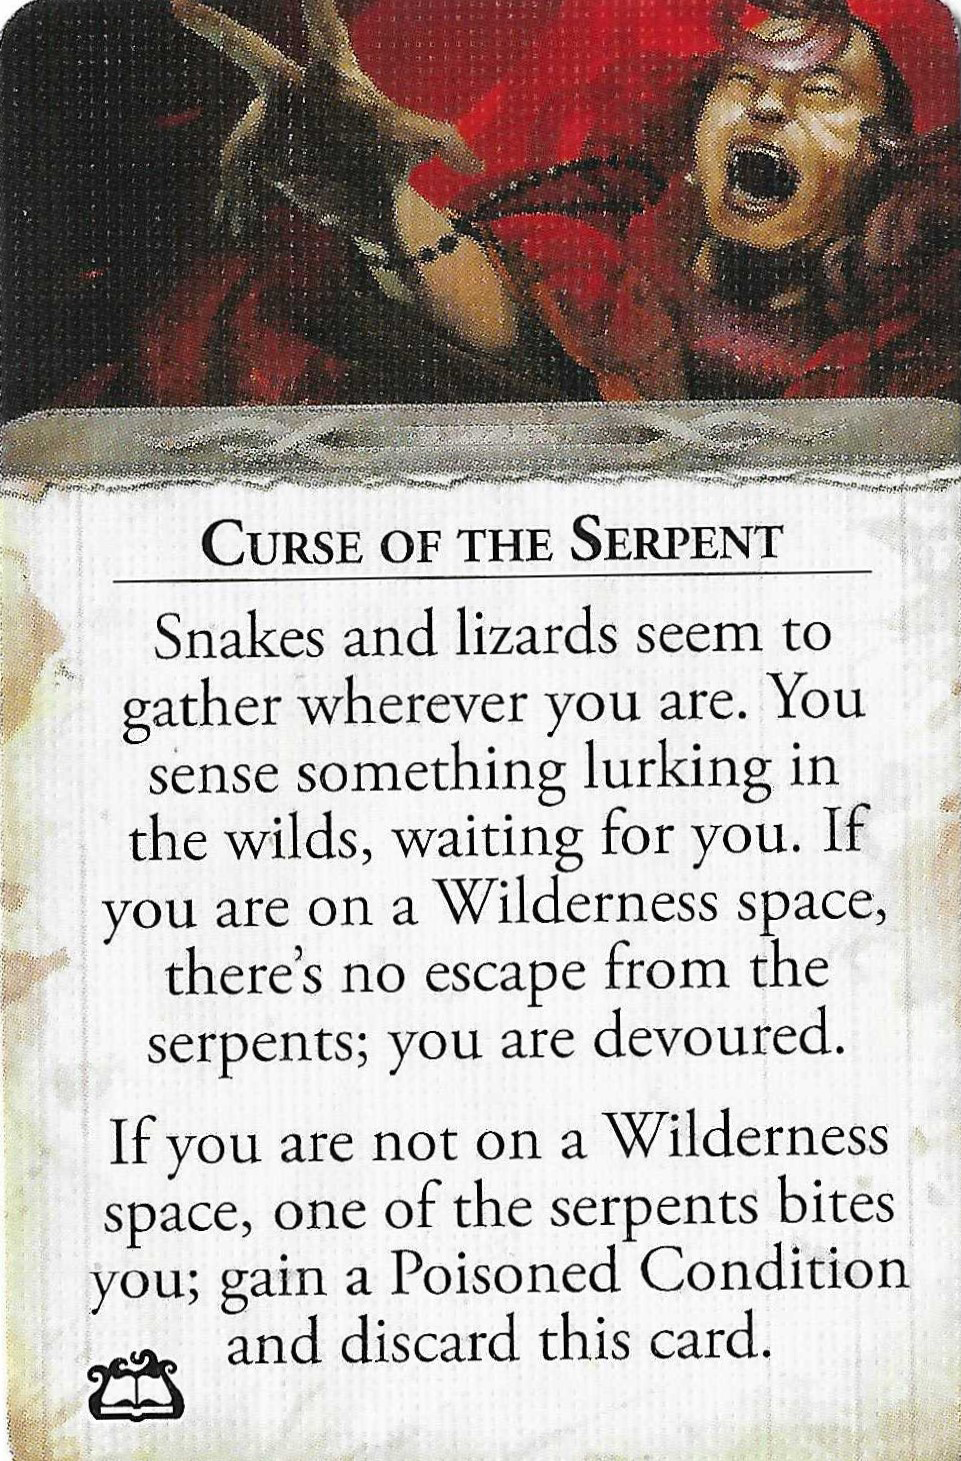 CURSE OF THE SERPENT
Snakes and lizards seem to
gather wherever you are. You
sense something lurking in
the wilds, waiting for you. If
you are on a Wilderness space,
there's no escape from the
serpents; you are devoured.
If you are not on a Wilderness
space, one of the serpents bites
you; gain a Poisoned Condition
and discard this card.